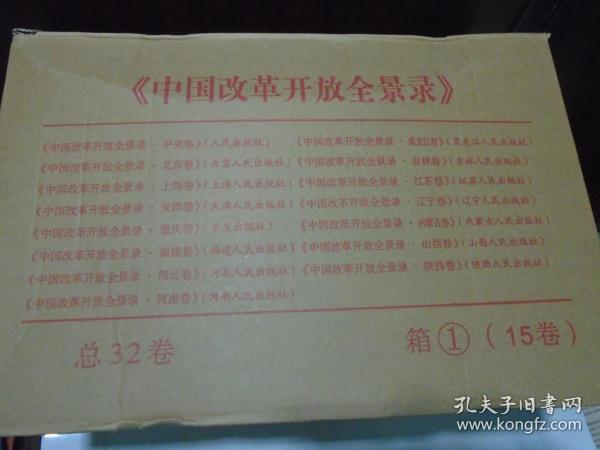 《中国改革开放全景录》
《中国改革开放全景录·中央卷》(人民出版社) 《中国改革开放全景录·黑龙江卷》(黑龙江人民出版社)
《中国改革开放全景录·北京卷》(北京人民出版社) 《中国改革开放全景录·吉林卷》(吉林人民出版社)
《中国改革开放全景录·上海卷》(上海人民出版社) 《中国改革开放全景录·江苏卷》(江苏人民出版社)
《中国改革开放全景录·天津卷》(天津人民出版社) 《中国改革开放全景录·辽宁卷》(辽宁人民出版社)
《中国改革开放全景录·重庆卷》(重庆出版社) 《中国改革开放全景录·内蒙古卷》(内蒙古人民出版社)
《中国改革开放全景录·福建卷》(福建人民出版社) 《中国改革开放全景录·山西卷》(山西人民出版社)
《中国改革开放全景录·河北卷》(河北人民出版社) 《中国改革开放全景录·陕西卷》(陕西人民出版社)
《中国改革开放全景录·河南卷》(河南人民出版社)
总32卷 箱①(15卷)
孔夫子旧书网
www.kongfz.com